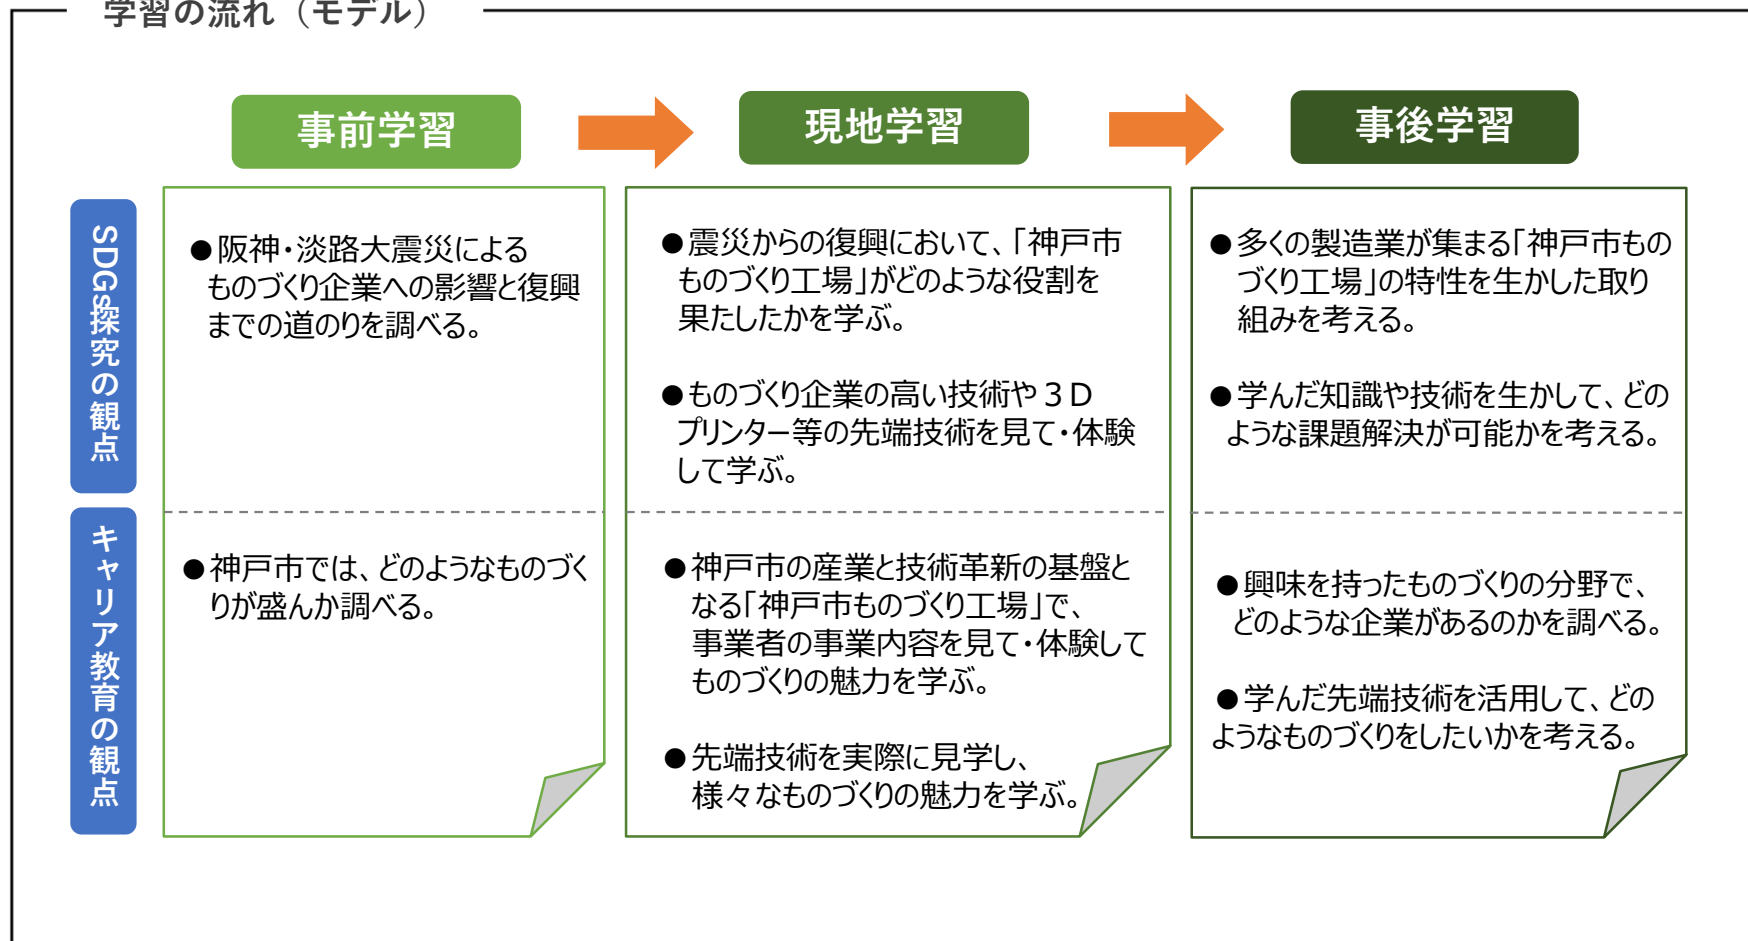 学習の流れ（モデル）
事前学習
現地学習
事後学習
SDGs探究の観点
●阪神・淡路大震災による
ものづくり企業への影響と復興
までの道のりを調べる。
●震災からの復興において、「神戸市
ものづくり工場」がどのような役割を
果たしたかを学ぶ。
●ものづくり企業の高い技術や３Ｄ
プリンター等の先端技術を見て・体験
して学ぶ。
●多くの製造業が集まる「神戸市もの
づくり工場」の特性を生かした取り
組みを考える。
●学んだ知識や技術を生かして、どの
ような課題解決が可能かを考える。
キャリア教育の観点
●神戸市では、どのようなものづく
りが盛んか調べる。
●神戸市の産業と技術革新の基盤と
なる「神戸市ものづくり工場」で、
事業者の事業内容を見て・体験して
ものづくりの魅力を学ぶ。
●先端技術を実際に見学し、
様々なものづくりの魅力を学ぶ。
●興味を持ったものづくりの分野で、
どのような企業があるのかを調べる。
●学んだ先端技術を活用して、どの
ようなものづくりをしたいかを考える。